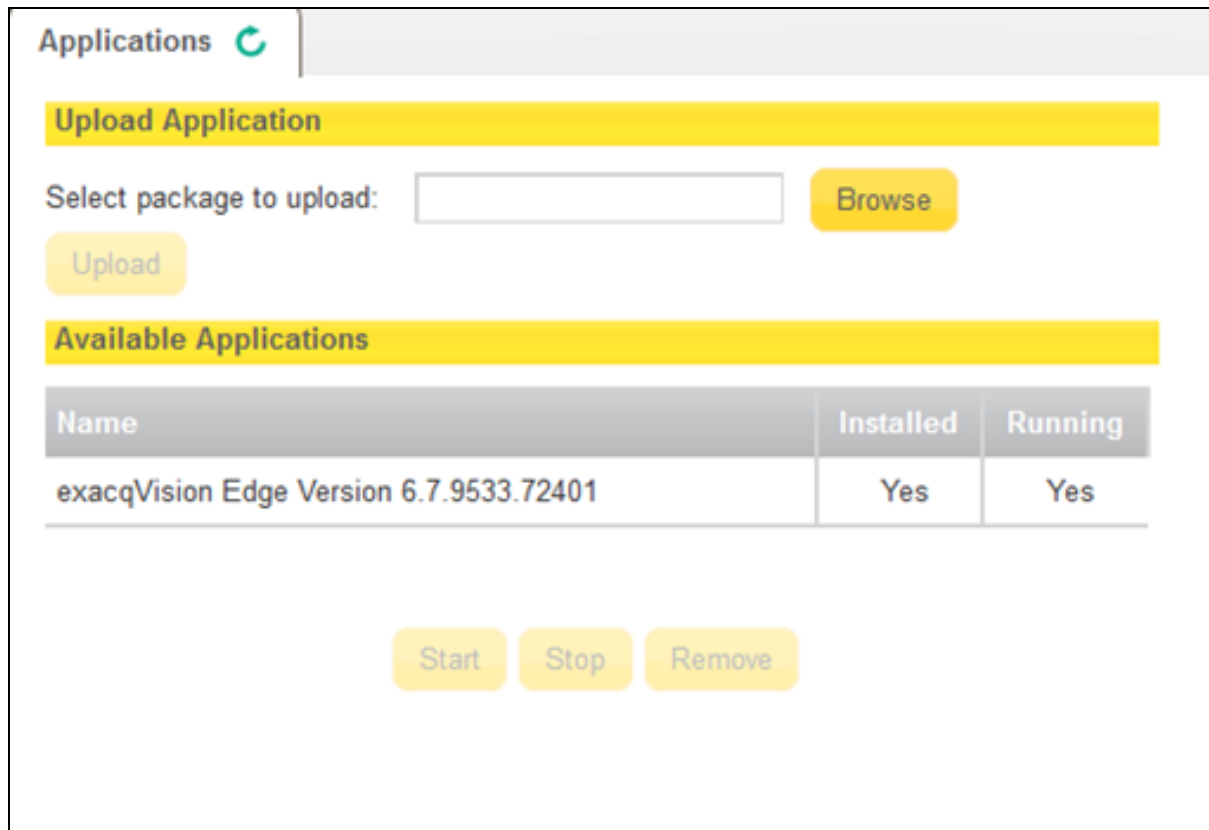 Applications
Upload Application
Select package to upload: Browse
Upload
Available Applications
Name Installed Running
exacqVision Edge Version 6.7.9533.72401 Yes Yes
Start Stop Remove